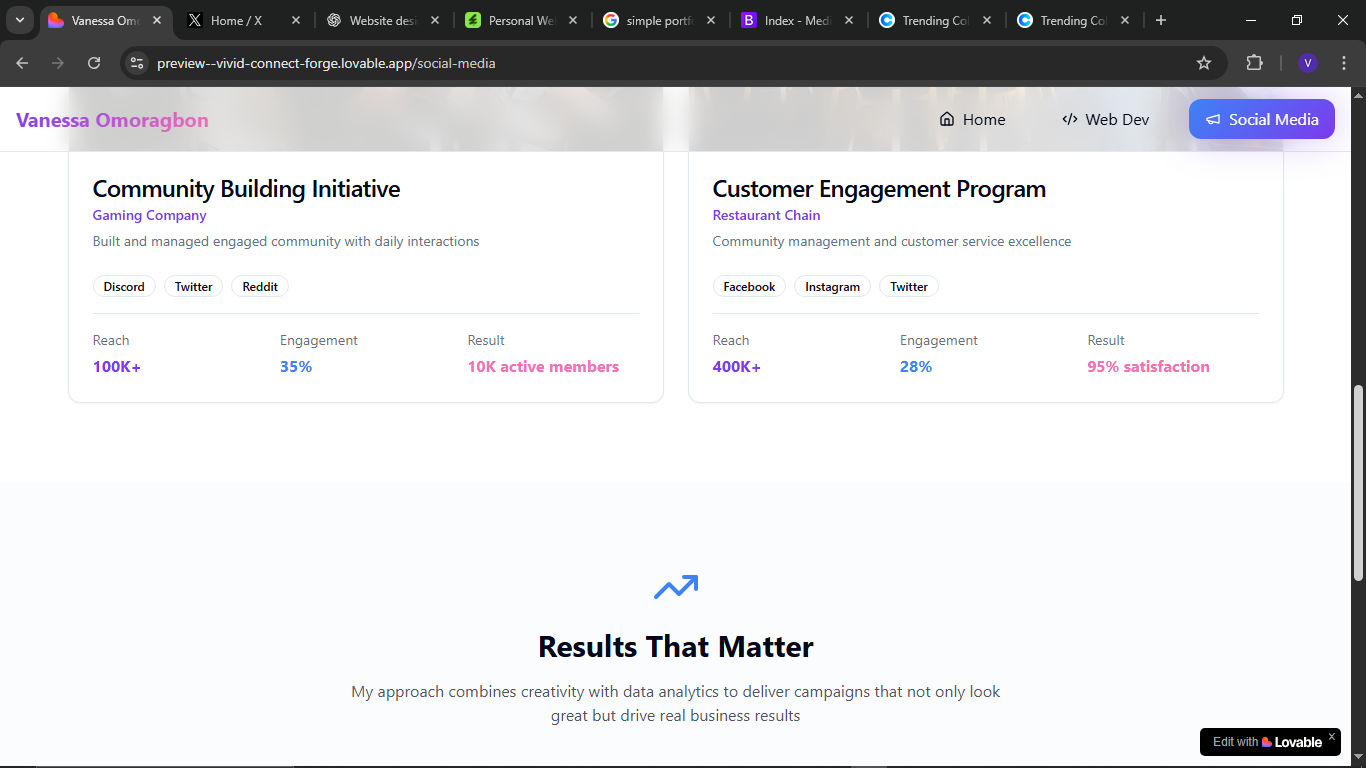 Vanessa Omo
Home / X
Website desi
Personal We
simple portf
Index - Medi
Trending Col
Trending Col
preview--vivid-connect-forge.lovable.app/social-media
V
Vanessa Omoragbon
Home
Web Dev
Social Media
Community Building Initiative
Gaming Company
Built and managed engaged community with daily interactions
Discord Twitter Reddit
Reach Engagement Result
100K+ 35% 10K active members
Customer Engagement Program
Restaurant Chain
Community management and customer service excellence
Facebook Instagram Twitter
Reach Engagement Result
400K+ 28% 95% satisfaction
Results That Matter
My approach combines creativity with data analytics to deliver campaigns that not only look
great but drive real business results
Edit with Lovable